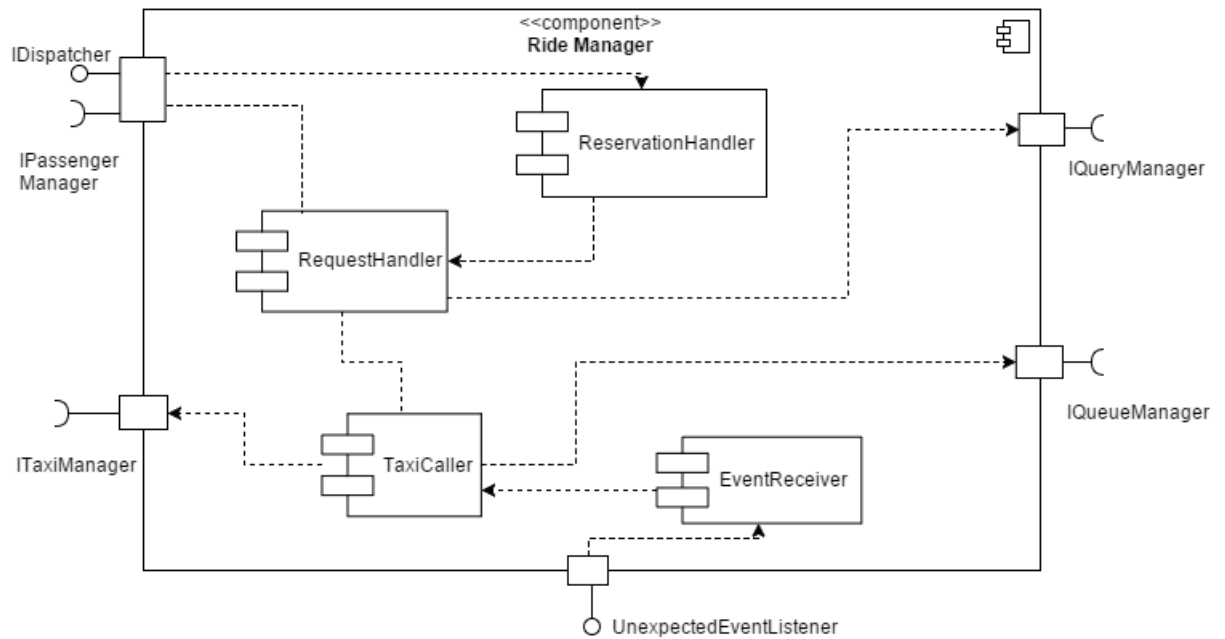 <<component>>
Ride Manager
IDispatcher
IPassenger
Manager
ReservationHandler
IQueryManager
RequestHandler
IQueueManager
ITaxiManager
TaxiCaller
EventReceiver
UnexpectedEventListener